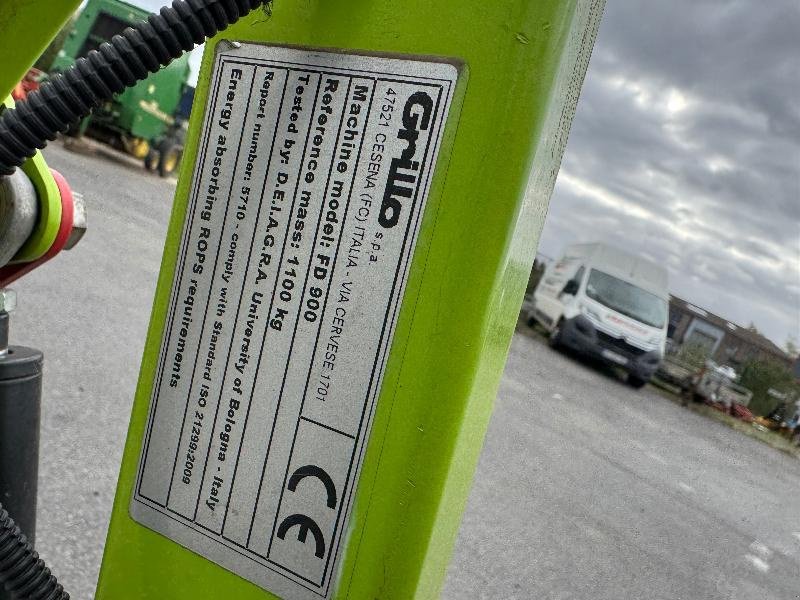 Grillo s.p.a.
47521 CESENA (FC) ITALIA - VIA CERVESE 1701
Machine model: FD 900
Reference mass: 1100 kg
Tested by: D.E.I.A.G.R.A. University of Bologna - Italy
Report number: 5710 - comply with Standard ISO 21299:2009
Energy absorbing ROPS requirements
CE